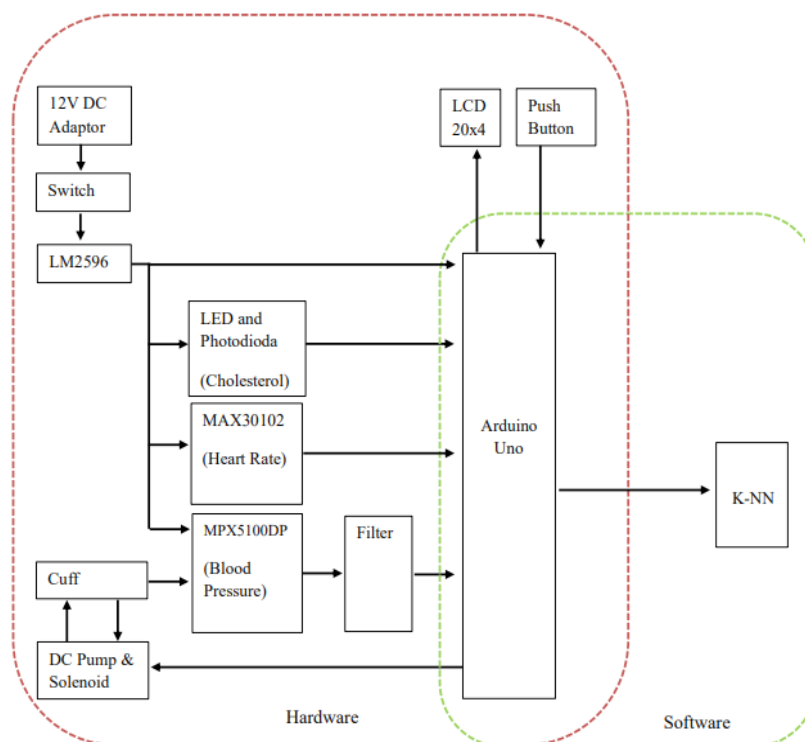 12V DC
Adaptor
LCD
20x4
Push
Button
Switch
LM2596
LED and
Photodioda
(Cholesterol)
MAX30102
(Heart Rate)
Arduino
Uno
K-NN
MPX5100DP
(Blood
Pressure)
Filter
Cuff
DC Pump &
Solenoid
Hardware
Software